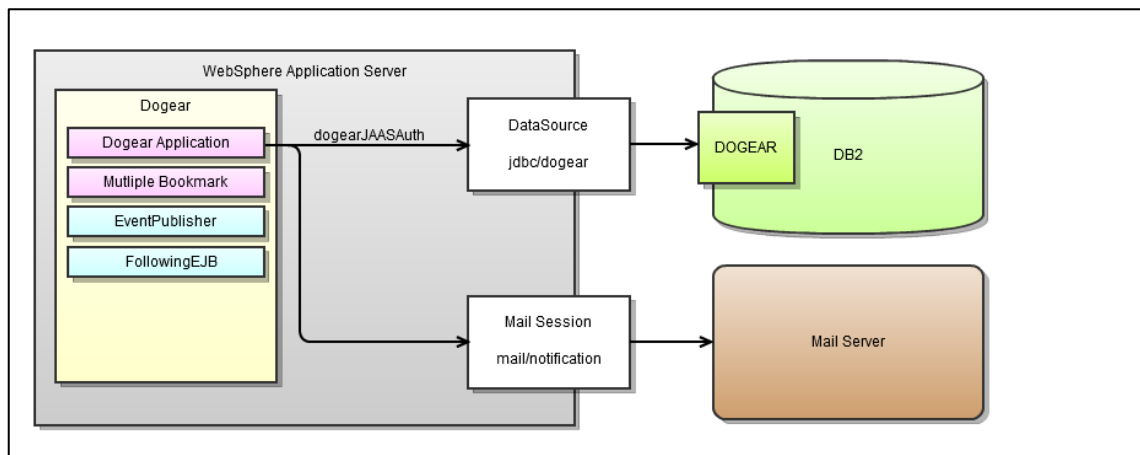 WebSphere Application Server
Dogear
Dogear Application
Mutliple Bookmark
EventPublisher
FollowingEJB
dogearJAASAuth
DataSource
jdbc/dogear
DOGEAR
DB2
Mail Session
mail/notification
Mail Server